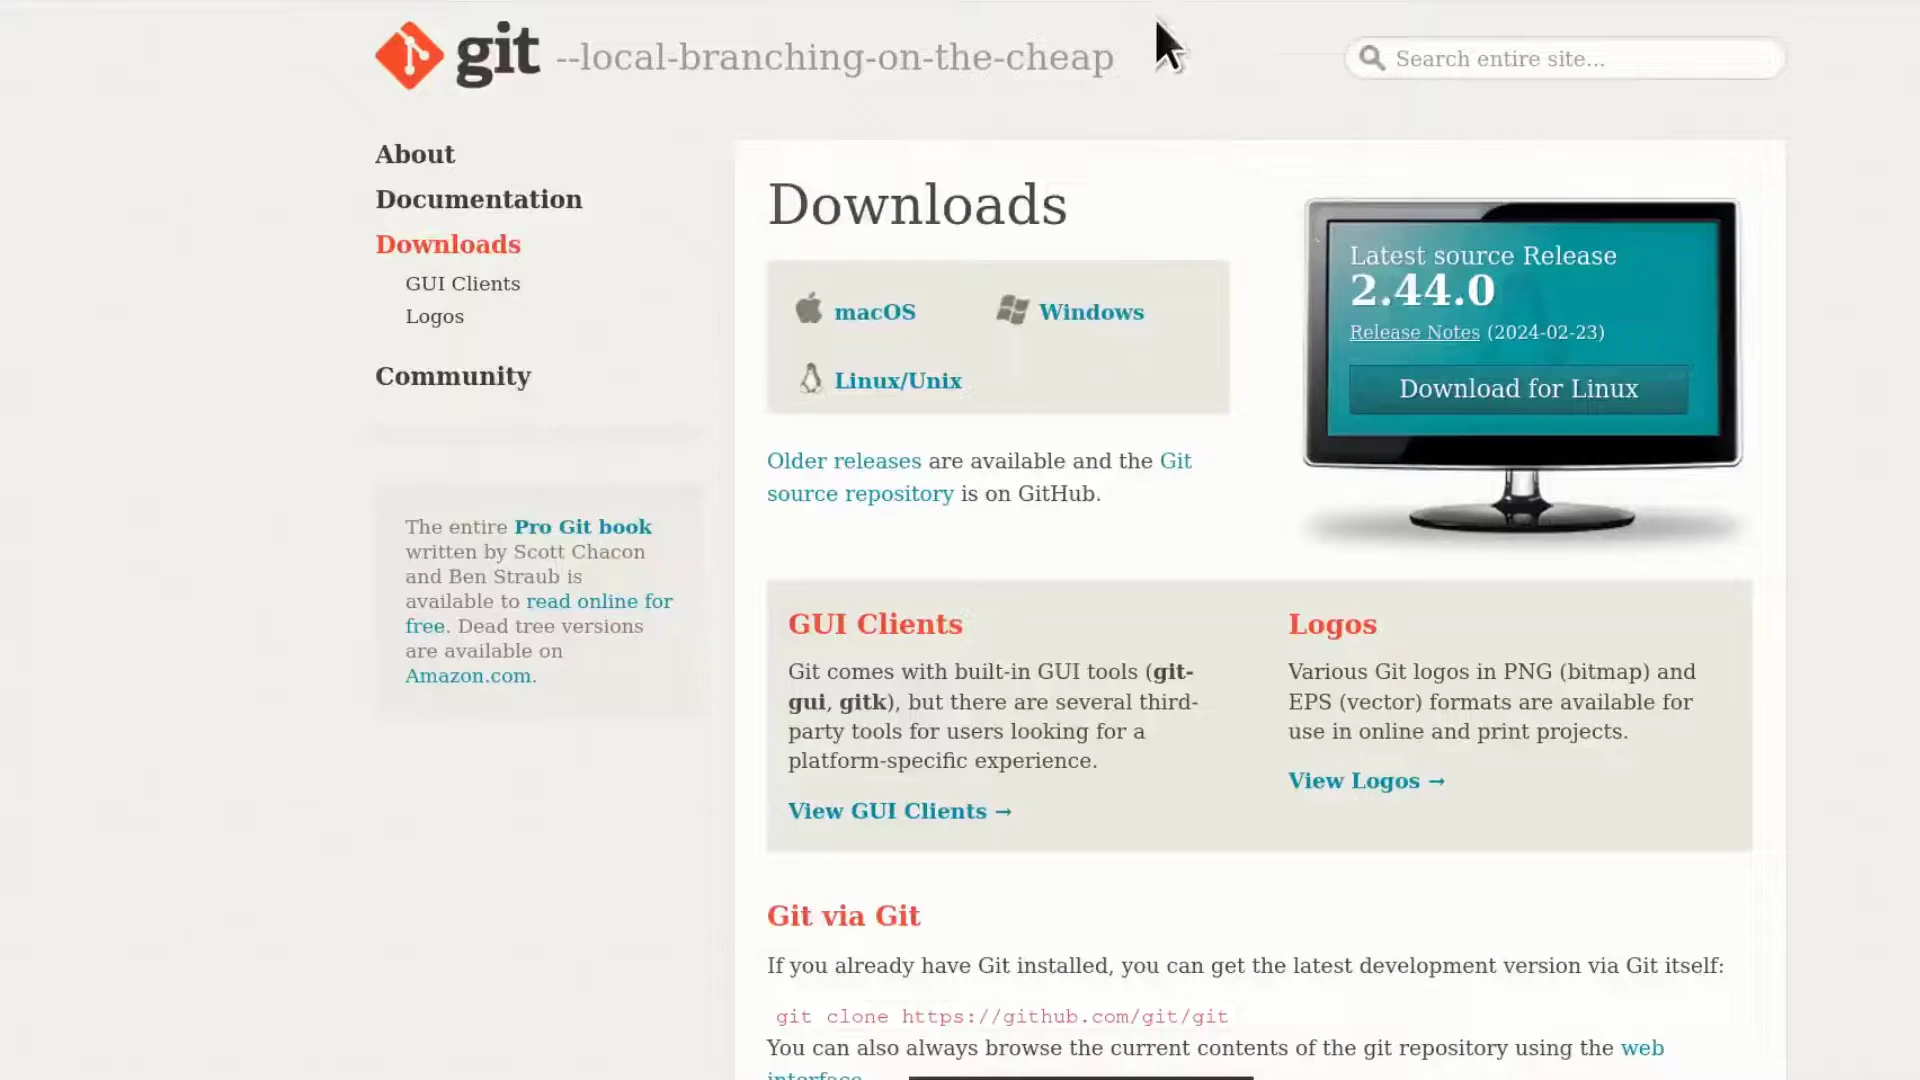 git --local-branching-on-the-cheap
Search entire site...
About
Documentation
Downloads
GUI Clients
Logos
Community
The entire Pro Git book
written by Scott Chacon
and Ben Straub is
available to read online for
free. Dead tree versions
are available on
Amazon.com.
Downloads
macOS
Windows
Linux/Unix
Older releases are available and the Git
source repository is on GitHub.
Latest source Release
2.44.0
Release Notes (2024-02-23)
Download for Linux
GUI Clients
Git comes with built-in GUI tools (git-
gui, gitk), but there are several third-
party tools for users looking for a
platform-specific experience.
View GUI Clients →
Logos
Various Git logos in PNG (bitmap) and
EPS (vector) formats are available for
use in online and print projects.
View Logos →
Git via Git
If you already have Git installed, you can get the latest development version via Git itself:
git clone https://github.com/git/git
You can also always browse the current contents of the git repository using the web
interface